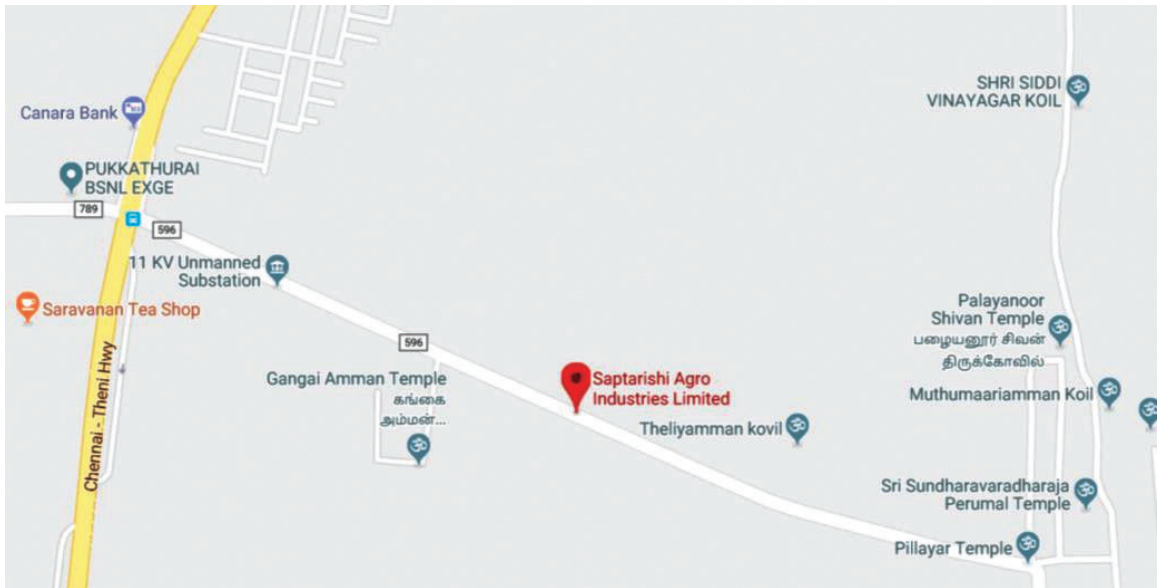 SHRI SIDDI
VINAYAGAR KOIL
Canara Bank
PUKKATHURAI
BSNL EXGE
789
596
11 KV Unmanned
Substation
Saravanan Tea Shop
Palayanoor
Shivan Temple
பழையனூர் சிவன்
திருக்கோவில்
596
Gangai Amman Temple
கங்கை
அம்மன்...
Saptarishi Agro
Industries Limited
Muthumaariamman Koil
Theliyamman kovil
Chennai - Theni Hwy
Sri Sundharavaradharaja
Perumal Temple
Pillayar Temple